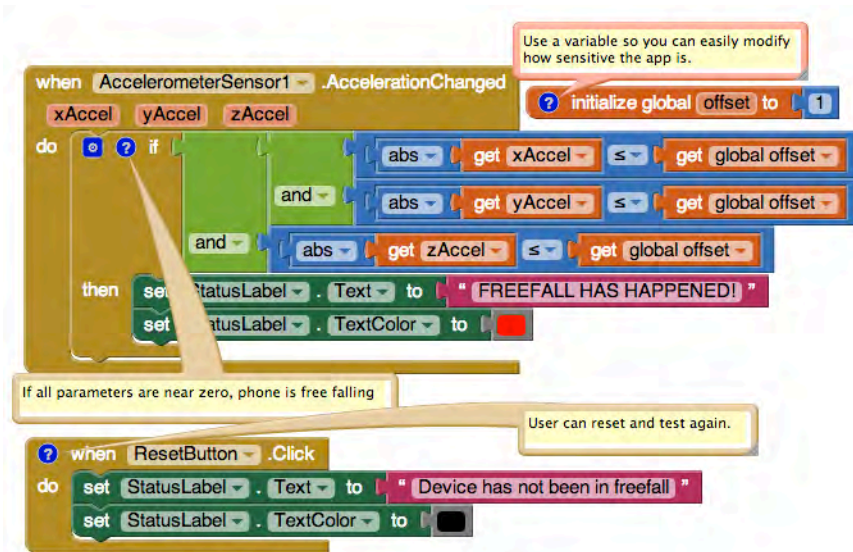 Use a variable so you can easily modify
how sensitive the app is.
when AccelerometerSensor1 .AccelerationChanged
? initialize global offset to 1
xAccel yAccel zAccel
do ? if abs get xAccel ≤ get global offset
and abs get yAccel ≤ get global offset
and abs get zAccel ≤ get global offset
then set StatusLabel . Text to " FREEFALL HAS HAPPENED! "
set StatusLabel . TextColor to
If all parameters are near zero, phone is free falling
User can reset and test again.
? when ResetButton .Click
do set StatusLabel . Text to " Device has not been in freefall "
set StatusLabel . TextColor to